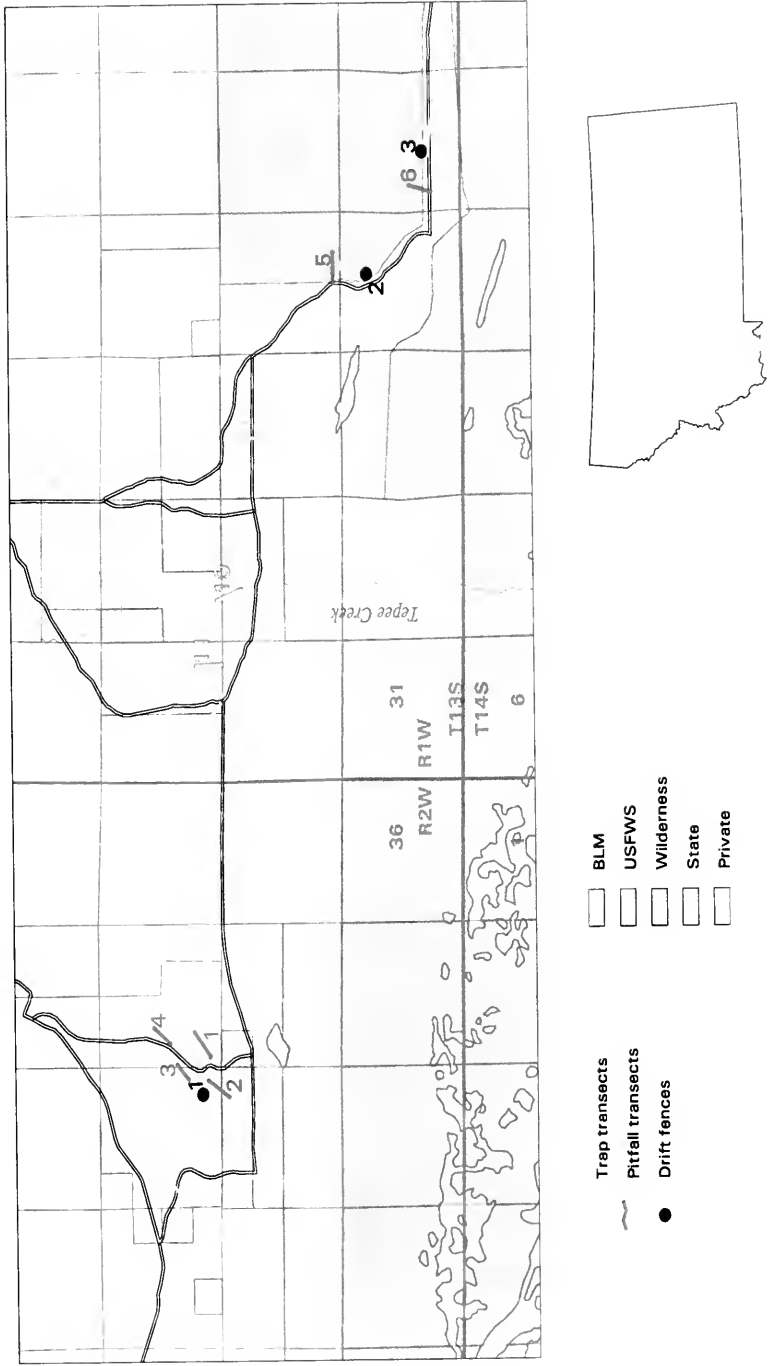 4
3
1
1
2
5
2
Tepee Creek
36 31
6 3
R2W R1W
T13S
T14S
6
1
Trap transects
Pitfall transects
Drift fences
BLM
USFWS
Wilderness
State
Private